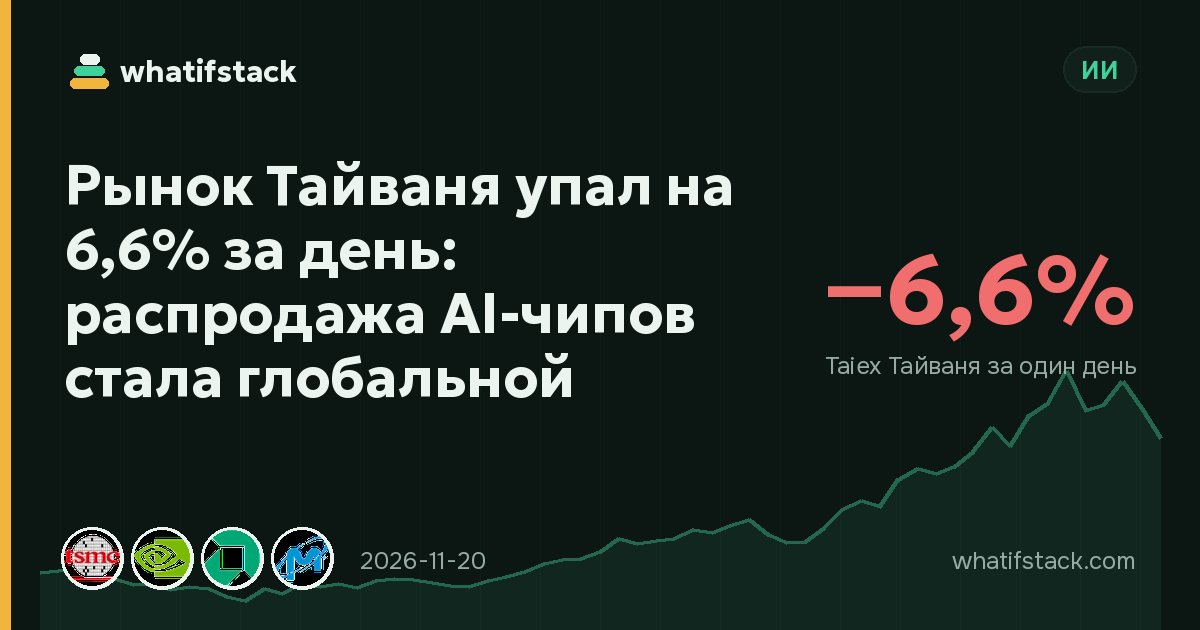 whatifstack
ИИ
Рынок Тайваня упал на
6,6% за день:
распродажа AI-чипов
стала глобальной
−6,6%
Taiex Тайваня за один день
tsmc
2026-11-20
whatifstack.com